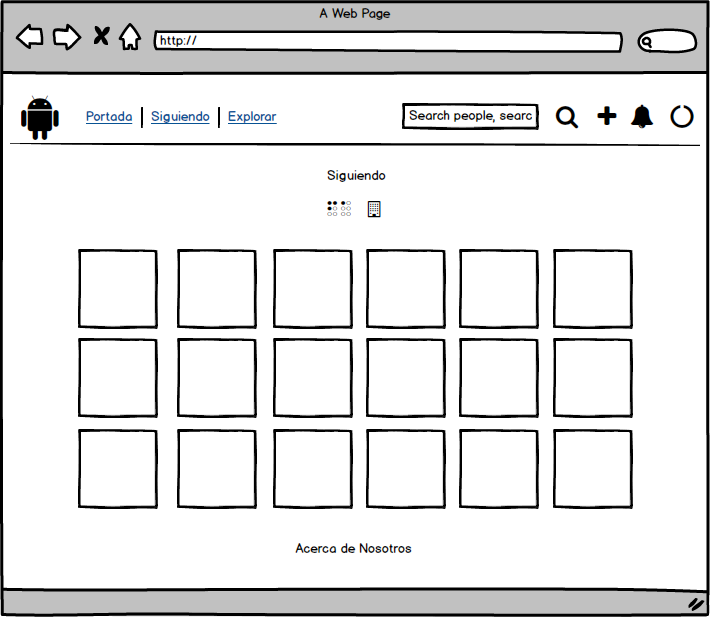 A Web Page
http://
Portada | Siguiendo | Explorar
Search people, searc
Siguiendo
Acerca de Nosotros